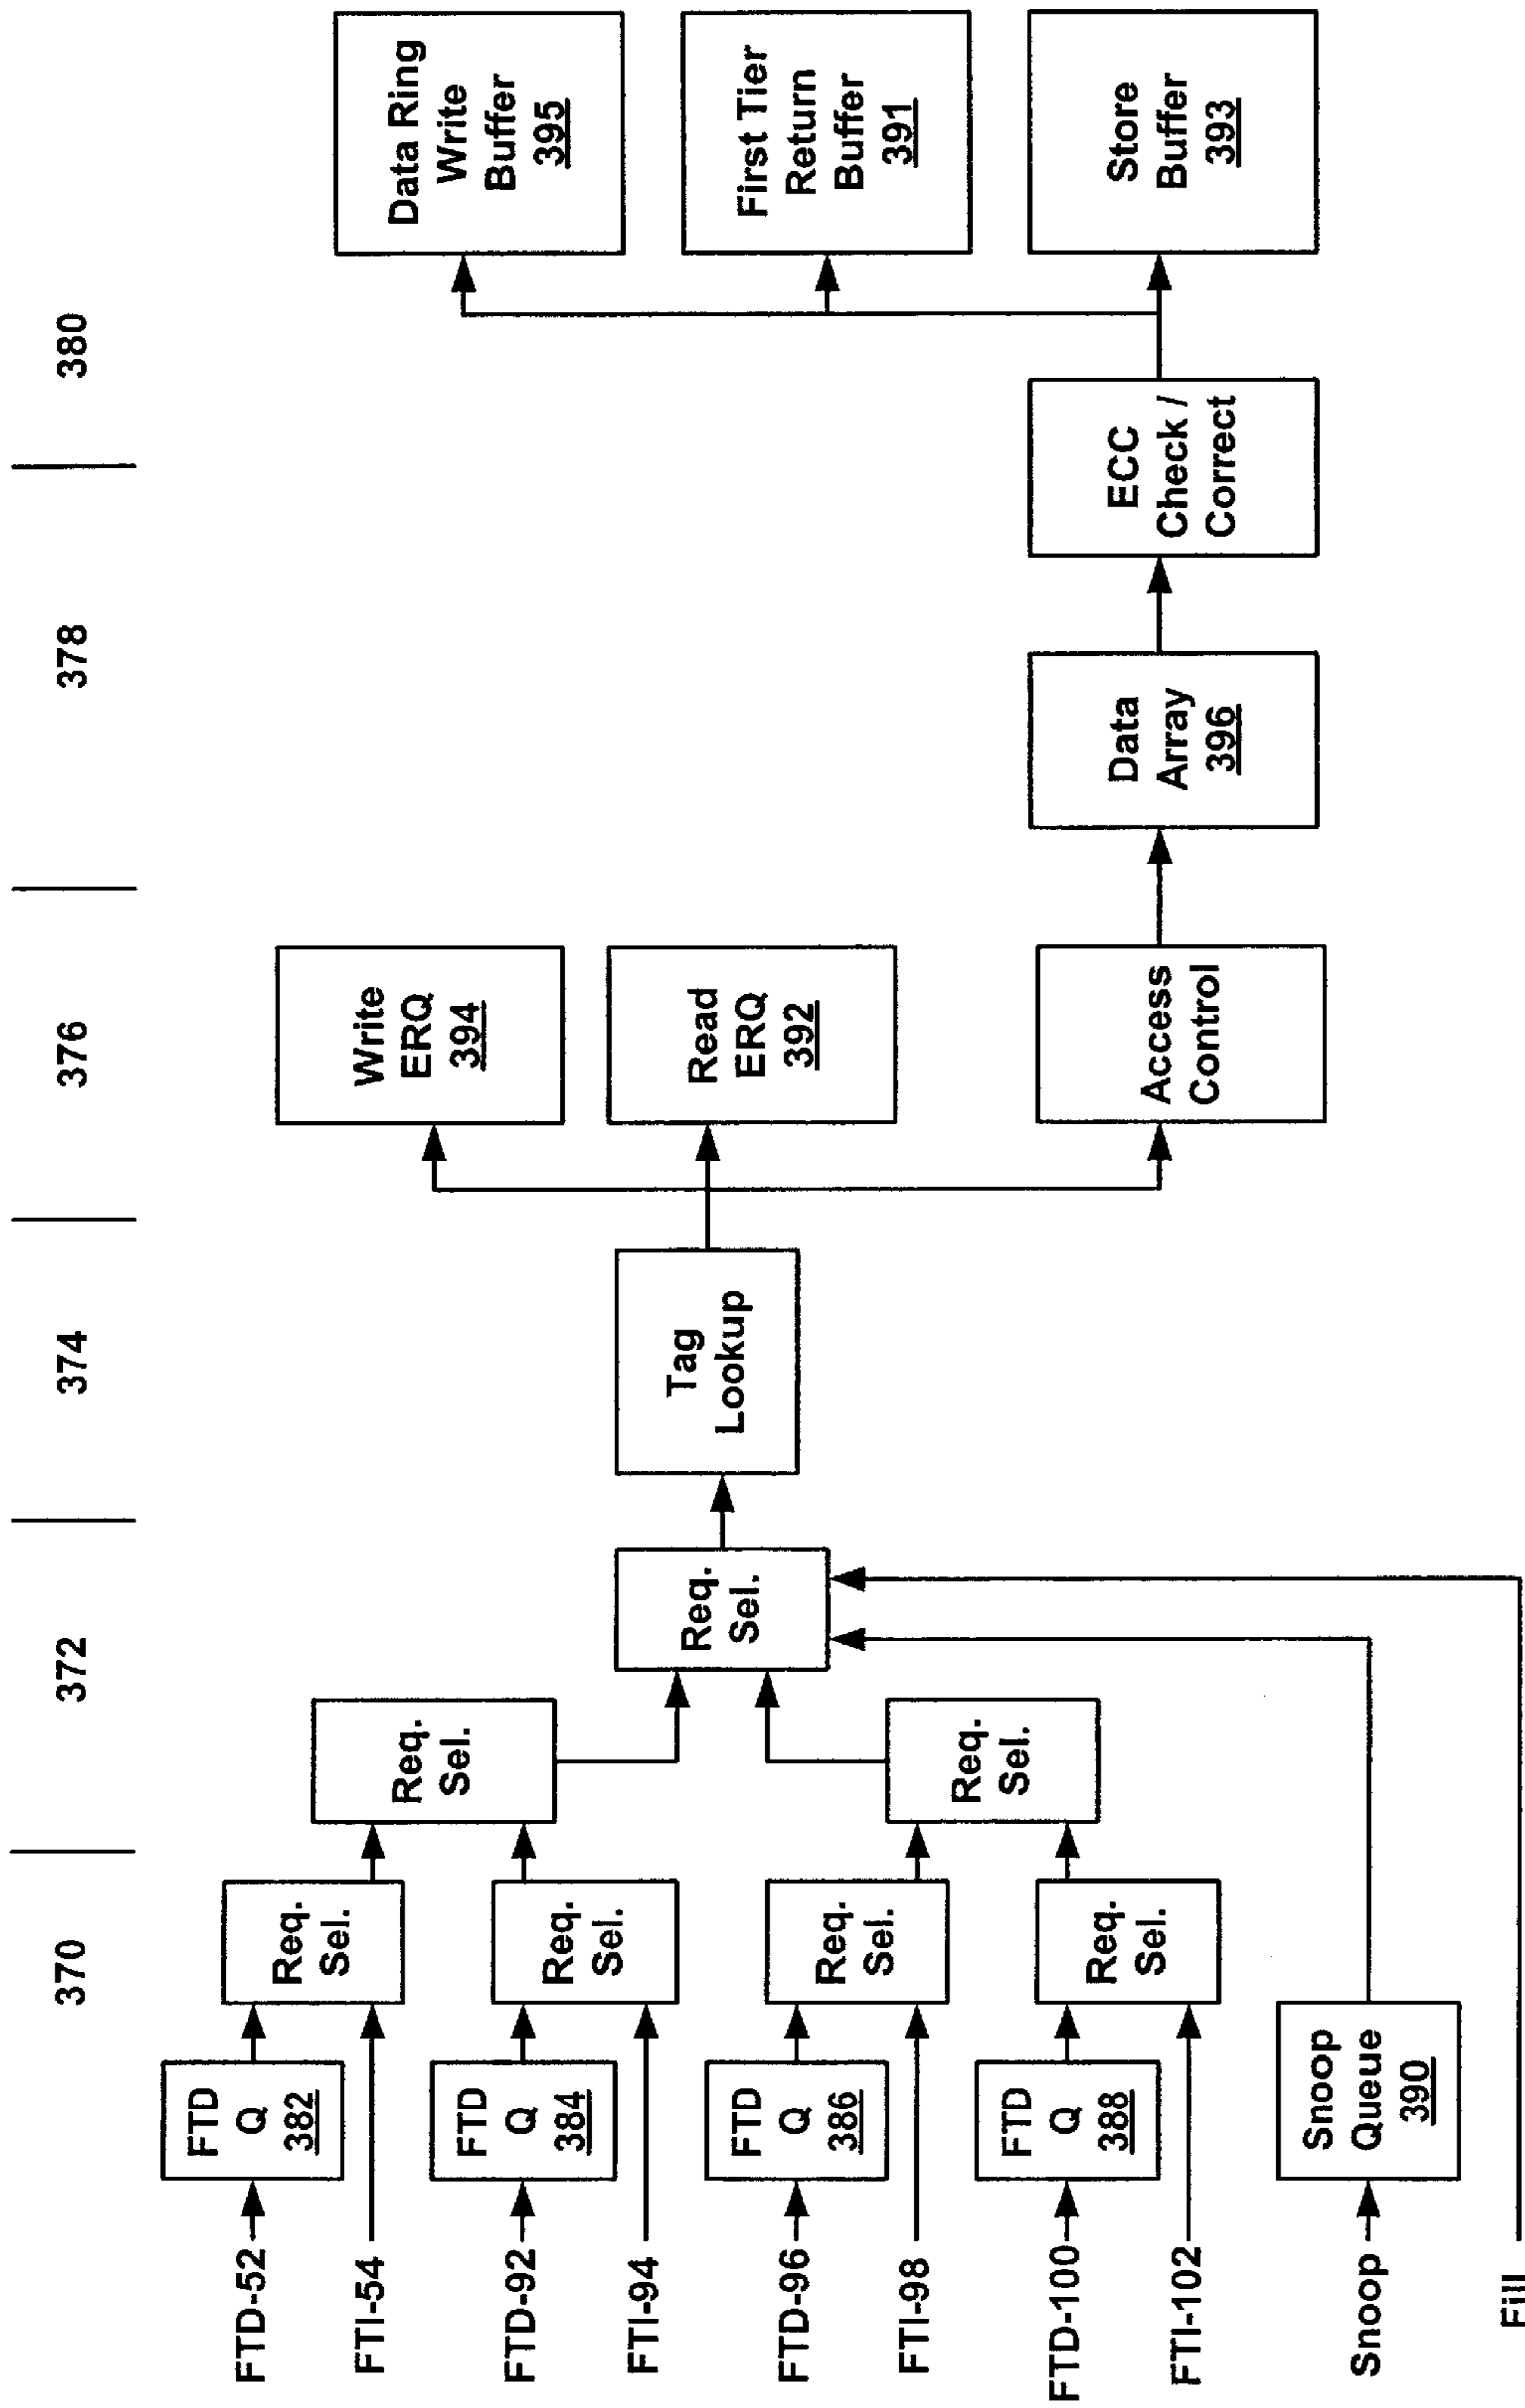 370
372
374
376
378
380
FTD-52
FTD
Q
382
FTI-54
Req.
Sel.
FTD-92
FTD
Q
384
FTI-94
Req.
Sel.
FTD-96
FTD
Q
386
FTI-98
Req.
Sel.
FTD-100
FTD
Q
388
FTI-102
Req.
Sel.
Snoop
Snoop
Queue
390
Fill
Req.
Sel.
Req.
Sel.
Req.
Sel.
Tag
Lookup
Write
ERQ
394
Read
ERQ
392
Access
Control
Data
Array
396
ECC
Check /
Correct
Data Ring
Write
Buffer
395
First Tier
Return
Buffer
391
Store
Buffer
393